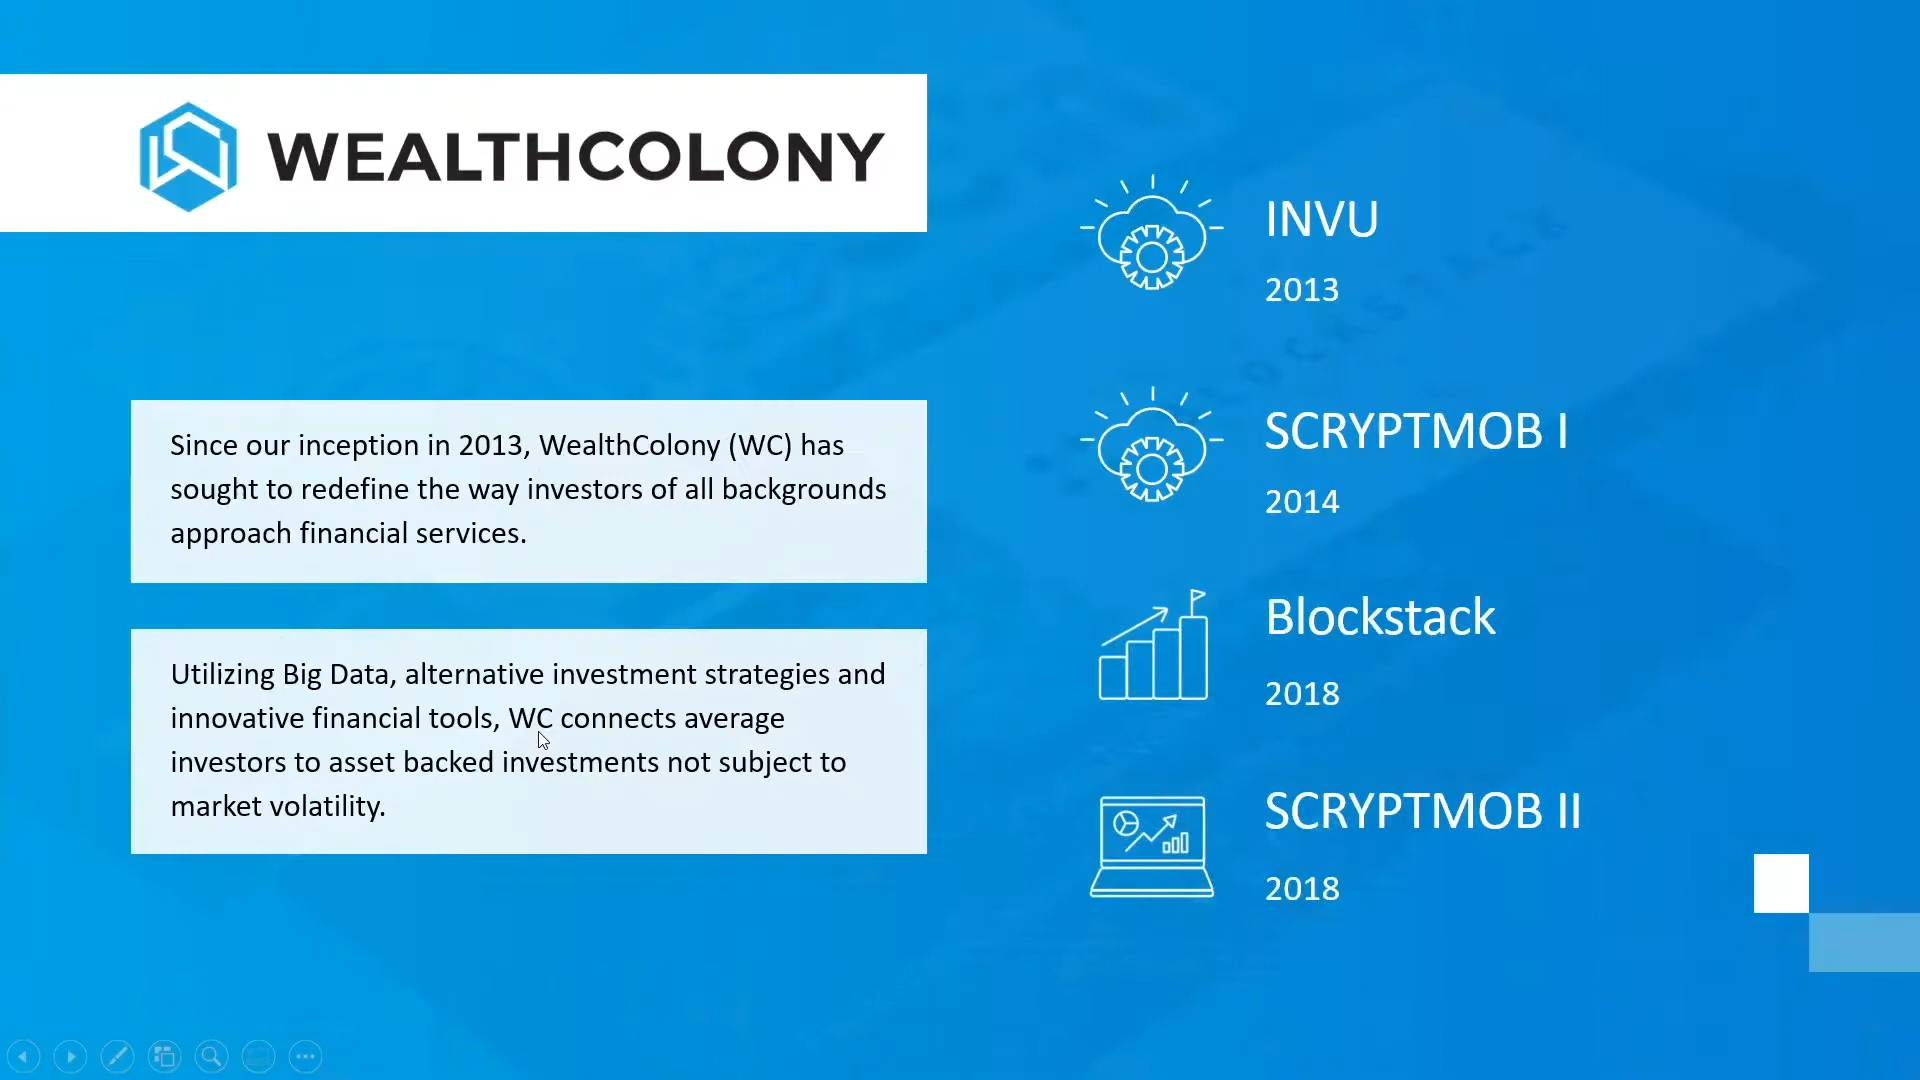 WEALTHCOLONY
Since our inception in 2013, WealthColony (WC) has
sought to redefine the way investors of all backgrounds
approach financial services.
Utilizing Big Data, alternative investment strategies and
innovative financial tools, WC connects average
investors to asset backed investments not subject to
market volatility.
INVU
2013
SCRYPTMOB I
2014
Blockstack
2018
SCRYPTMOB II
2018